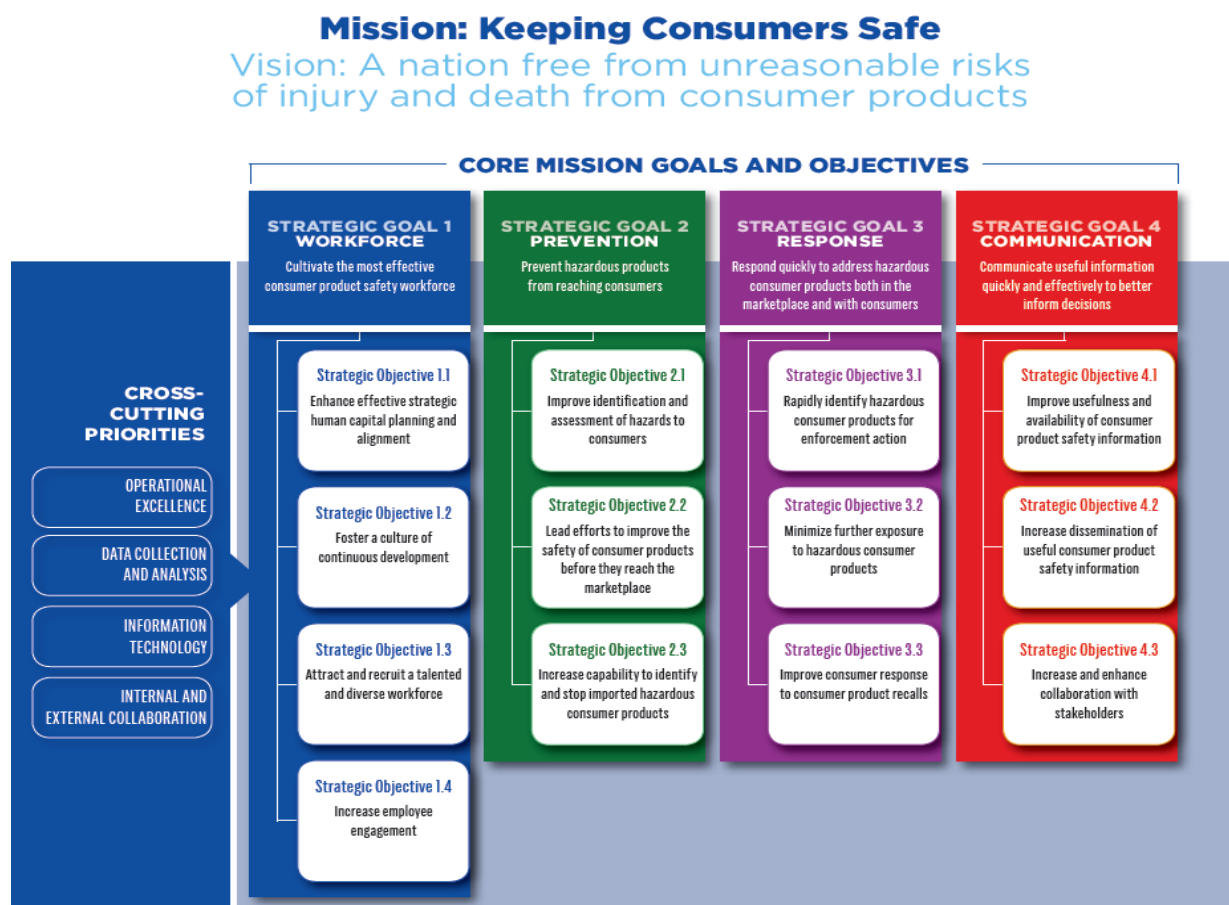 Mission: Keeping Consumers Safe
Vision: A nation free from unreasonable risks
of injury and death from consumer products
CORE MISSION GOALS AND OBJECTIVES
CROSS-
CUTTING
PRIORITIES
OPERATIONAL
EXCELLENCE
DATA COLLECTION
AND ANALYSIS
INFORMATION
TECHNOLOGY
INTERNAL AND
EXTERNAL COLLABORATION
STRATEGIC GOAL 1
WORKFORCE
Cultivate the most effective
consumer product safety workforce
Strategic Objective 1.1
Enhance effective strategic
human capital planning and
alignment
Strategic Objective 1.2
Foster a culture of
continuous development
Strategic Objective 1.3
Attract and recruit a talented
and diverse workforce
Strategic Objective 1.4
Increase employee
engagement
STRATEGIC GOAL 2
PREVENTION
Prevent hazardous products
from reaching consumers
Strategic Objective 2.1
Improve identification and
assessment of hazards to
consumers
Strategic Objective 2.2
Lead efforts to improve the
safety of consumer products
before they reach the
marketplace
Strategic Objective 2.3
Increase capability to identify
and stop imported hazardous
consumer products
STRATEGIC GOAL 3
RESPONSE
Respond quickly to address hazardous
consumer products both in the
marketplace and with consumers
Strategic Objective 3.1
Rapidly identify hazardous
consumer products for
enforcement action
Strategic Objective 3.2
Minimize further exposure
to hazardous consumer
products
Strategic Objective 3.3
Improve consumer response
to consumer product recalls
STRATEGIC GOAL 4
COMMUNICATION
Communicate useful information
quickly and effectively to better
inform decisions
Strategic Objective 4.1
Improve usefulness and
availability of consumer
product safety information
Strategic Objective 4.2
Increase dissemination of
useful consumer product
safety information
Strategic Objective 4.3
Increase and enhance
collaboration with
stakeholders